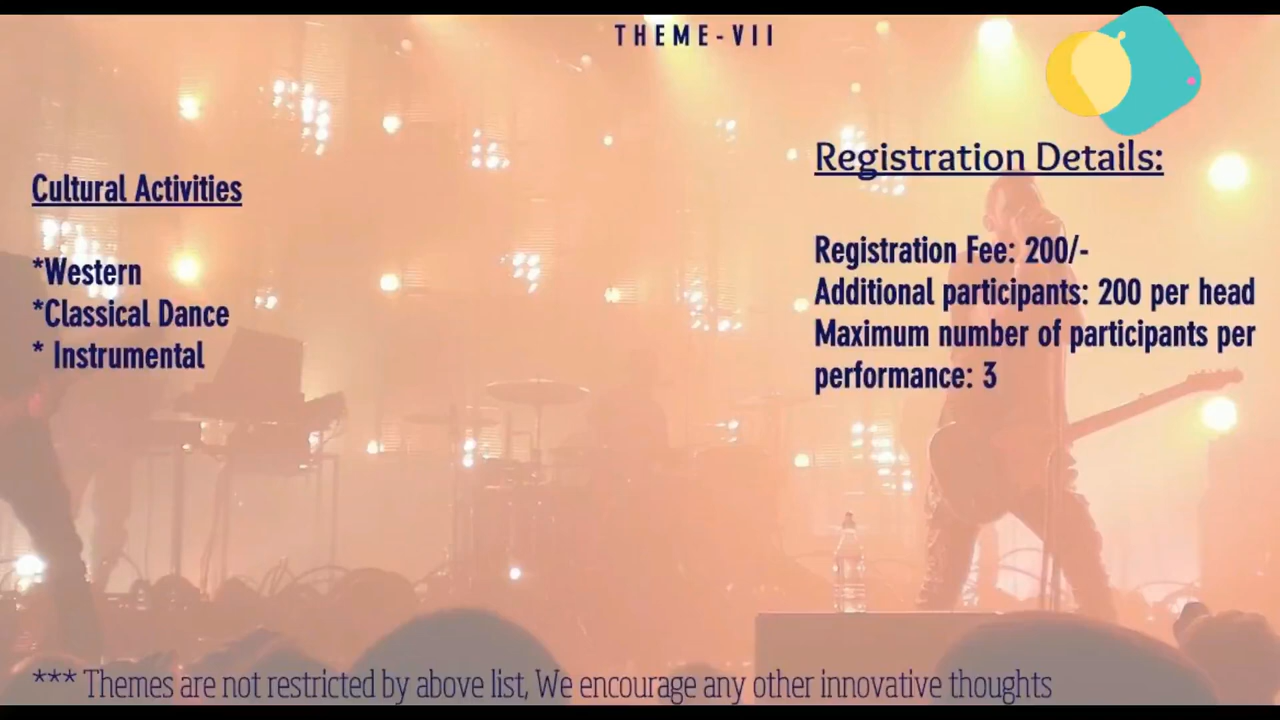 THEME-VII
Cultural Activities
*Western
*Classical Dance
* Instrumental
Registration Details:
Registration Fee: 200/-
Additional participants: 200 per head
Maximum number of participants per
performance: 3
*** Themes are not restricted by above list, We encourage any other innovative thoughts